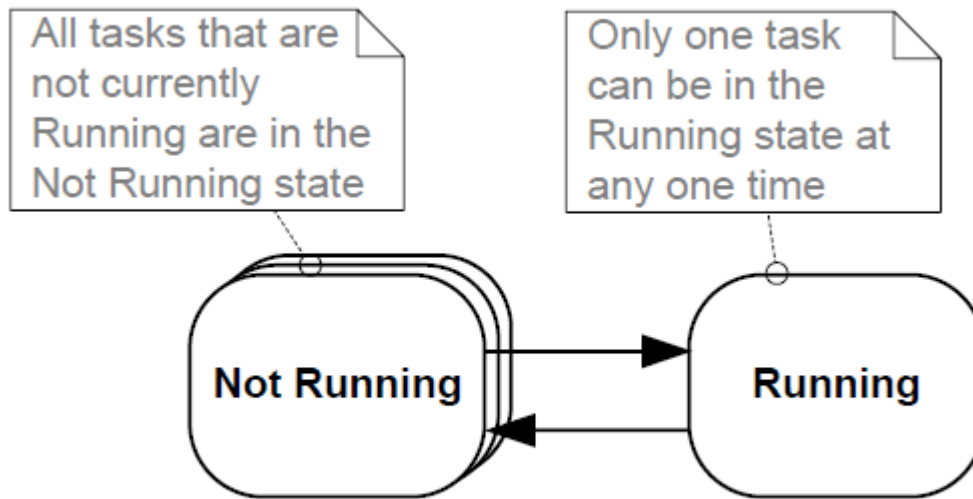 All tasks that are
not currently
Running are in the
Not Running state
Only one task
can be in the
Running state at
any one time
Not Running
Running